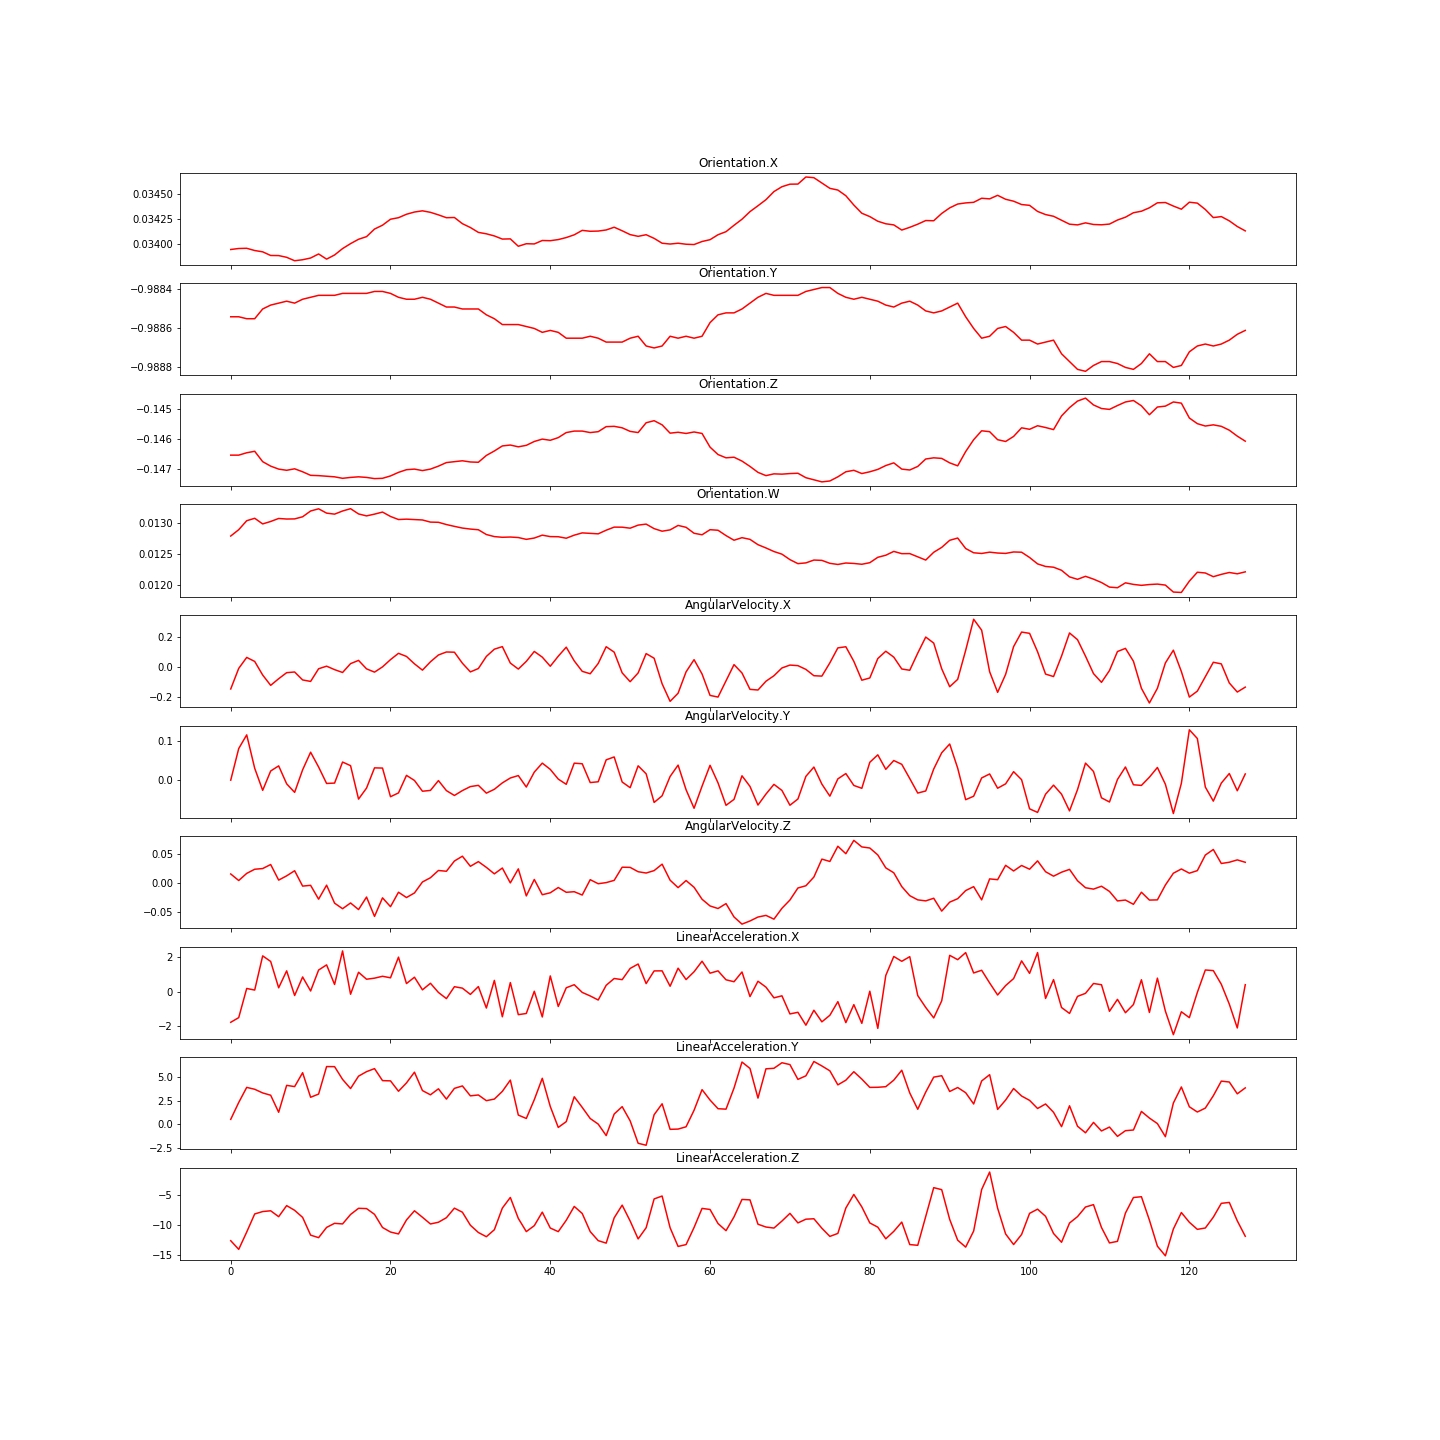 Orientation.X
0.03450
0.03425
0.03400
Orientation.Y
−0.9884
−0.9886
−0.9888
Orientation.Z
−0.145
−0.146
−0.147
Orientation.W
0.0130
0.0125
0.0120
AngularVelocity.X
0.2
0.0
−0.2
AngularVelocity.Y
0.1
0.0
AngularVelocity.Z
0.05
0.00
−0.05
LinearAcceleration.X
2
0
−2
LinearAcceleration.Y
5.0
2.5
0.0
−2.5
LinearAcceleration.Z
−5
−10
−15
0 20 40 60 80 100 120